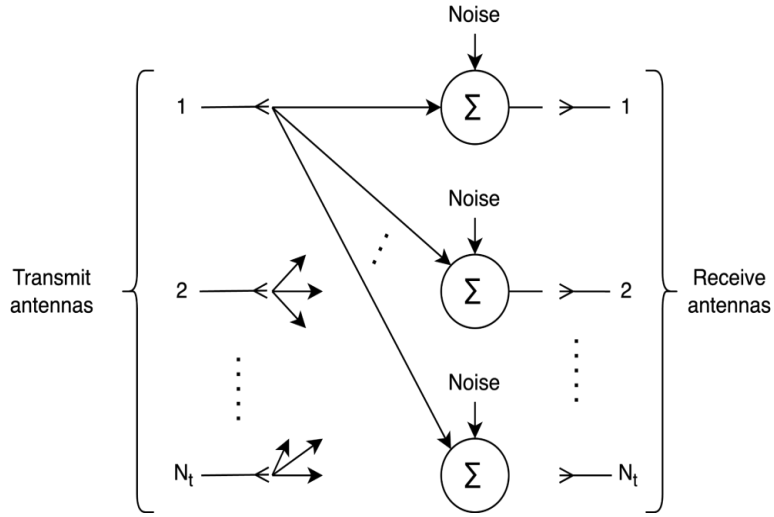 Noise
1
Σ
1
Noise
Transmit
antennas
2
Σ
2
Receive
antennas
Noise
Nt
Σ
Nt